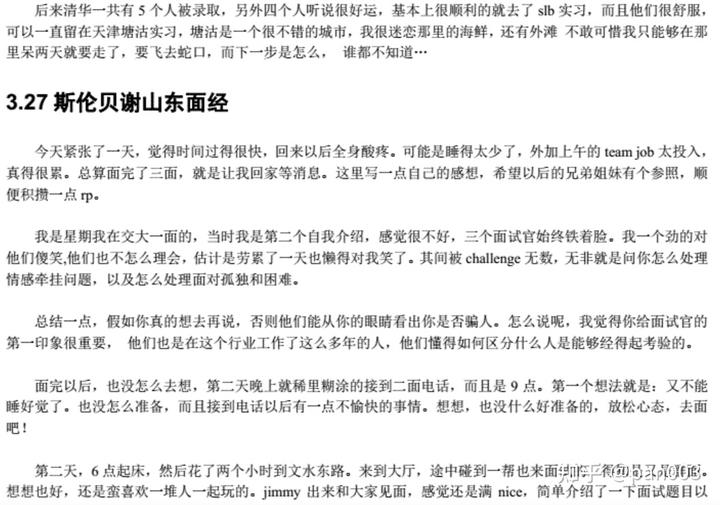 后来清华一共有 5 个人被录取，另外四个人听说很好运，基本上很顺利的就去了 slb 实习，而且他们很舒服，
可以一直留在天津塘沽实习，塘沽是一个很不错的城市，我很迷恋那里的海鲜，还有外滩 不敢可惜我只能够在那
里呆两天就要走了，要飞去蛇口，而下一步是怎么， 谁都不知道…
3.27 斯伦贝谢山东面经
今天紧张了一天，觉得时间过得很快，回来以后全身酸疼。可能是睡得太少了，外加上午的 team job 太投入，
真得很累。总算面完了三面，就是让我回家等消息。这里写一点自己的感想，希望以后的兄弟姐妹有个参照，顺
便积攒一点 rp。
我是星期我在交大一面的，当时我是第二个自我介绍，感觉很不好，三个面试官始终铁着脸。我一个劲的对
他们傻笑,他们也不怎么理会，估计是劳累了一天也懒得对我笑了。其间被 challenge 无数，无非就是问你怎么处理
情感牵挂问题，以及怎么处理面对孤独和困难。
总结一点，假如你真的想去再说，否则他们能从你的眼睛看出你是否骗人。怎么说呢，我觉得你给面试官的
第一印象很重要， 他们也是在这个行业工作了这么多年的人，他们懂得如何区分什么人是能够经得起考验的。
面完以后，也没怎么去想，第二天晚上就稀里糊涂的接到二面电话，而且是 9 点。第一个想法就是：又不能
睡好觉了。也没怎么准备，而且接到电话以后有一点不愉快的事情。想想，也没什么好准备的，放松心态，去面
吧！
第二天，6 点起床，然后花了两个小时到文水东路。来到大厅，途中碰到一帮也来面试的，
想想也好，还是蛮喜欢一堆人一起玩的。jimmy 出来和大家见面，感觉还是满 nice，简单介绍了一下面试题目以
知乎 @pan003